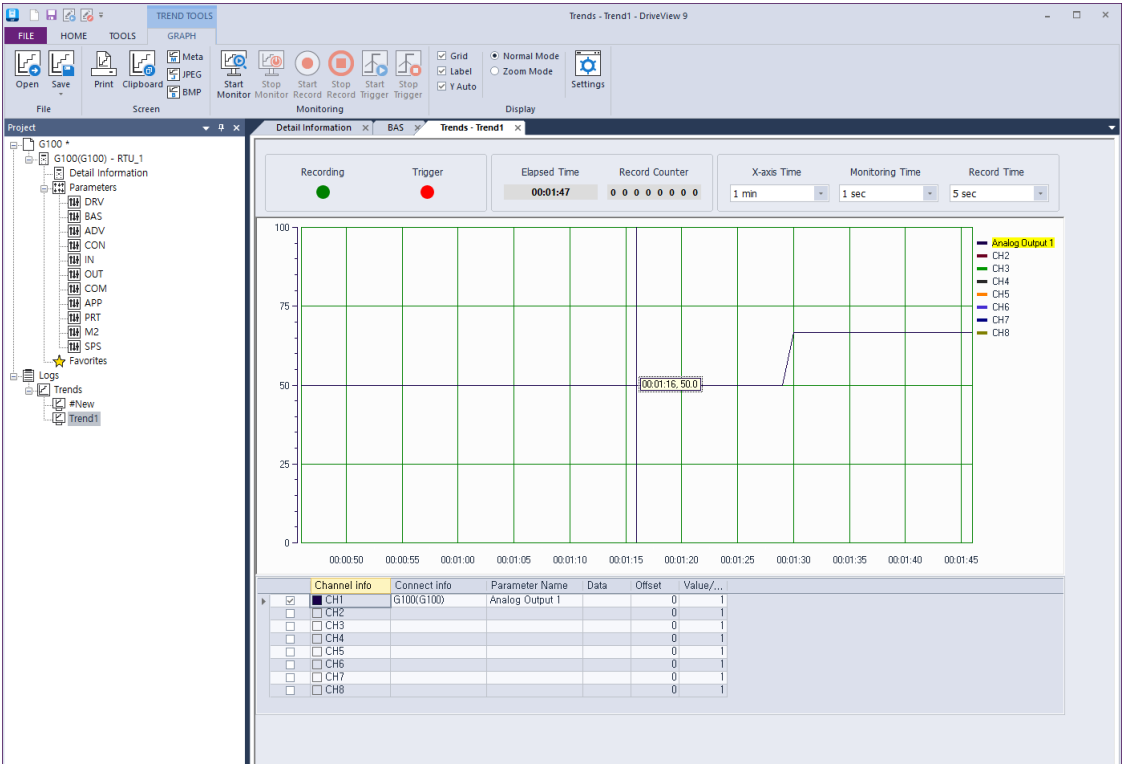 TREND TOOLS
Trends - Trend1 - DriveView 9
FILE HOME TOOLS GRAPH
Open Save Print Clipboard Meta JPEG BMP
Start Monitor Stop Monitor Start Record Stop Record Start Trigger Stop Trigger
Grid Label Y Auto
Normal Mode Zoom Mode
Settings
File Screen Monitoring Display
Project
G100 *
G100(G100) - RTU_1
Detail Information
Parameters
DRV
BAS
ADV
CON
IN
OUT
COM
APP
PRT
M2
SPS
Favorites
Logs
Trends
#New
Trend1
Detail Information BAS Trends - Trend1
Recording Trigger Elapsed Time Record Counter X-axis Time Monitoring Time Record Time
00:01:47 0 0 0 0 0 0 0 0 1 min 1 sec 5 sec
100
75
50
25
0
00:01:16, 50.0
00:00:50 00:00:55 00:01:00 00:01:05 00:01:10 00:01:15 00:01:20 00:01:25 00:01:30 00:01:35 00:01:40 00:01:45
Analog Output 1
CH2
CH3
CH4
CH5
CH6
CH7
CH8
Channel info Connect info Parameter Name Data Offset Value/...
CH1 G100(G100) Analog Output 1 0 1
CH2 0 1
CH3 0 1
CH4 0 1
CH5 0 1
CH6 0 1
CH7 0 1
CH8 0 1